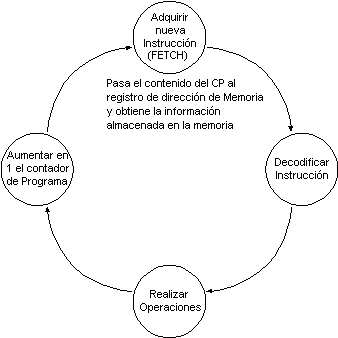 Adquirir
nueva
Instrucción
(FETCH)
Pasa el contenido del CP al
registro de dirección de Memoria
y obtiene la información
almacenada en la memoria
Decodificar
Instrucción
Realizar
Operaciones
Aumentar en
1 el contador
de Programa